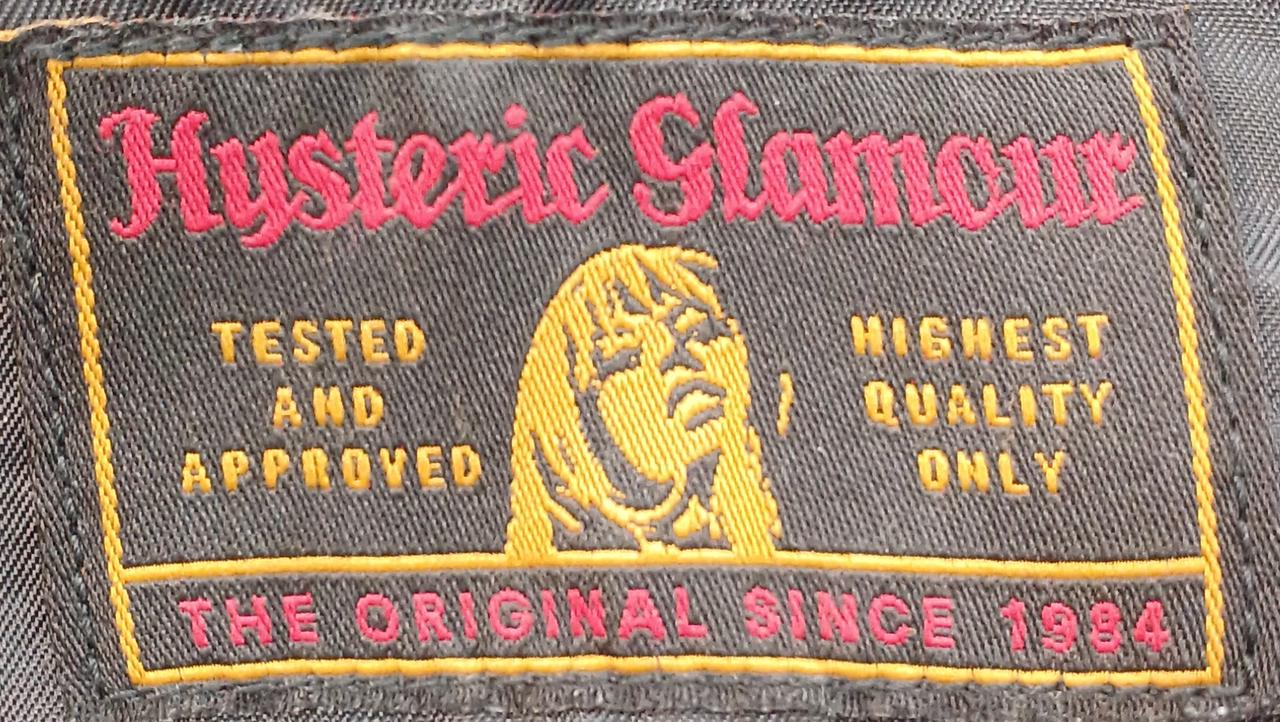 Hysteric Glamour
TESTED
AND
APPROVED
HIGHEST
QUALITY
ONLY
THE ORIGINAL SINCE 1984